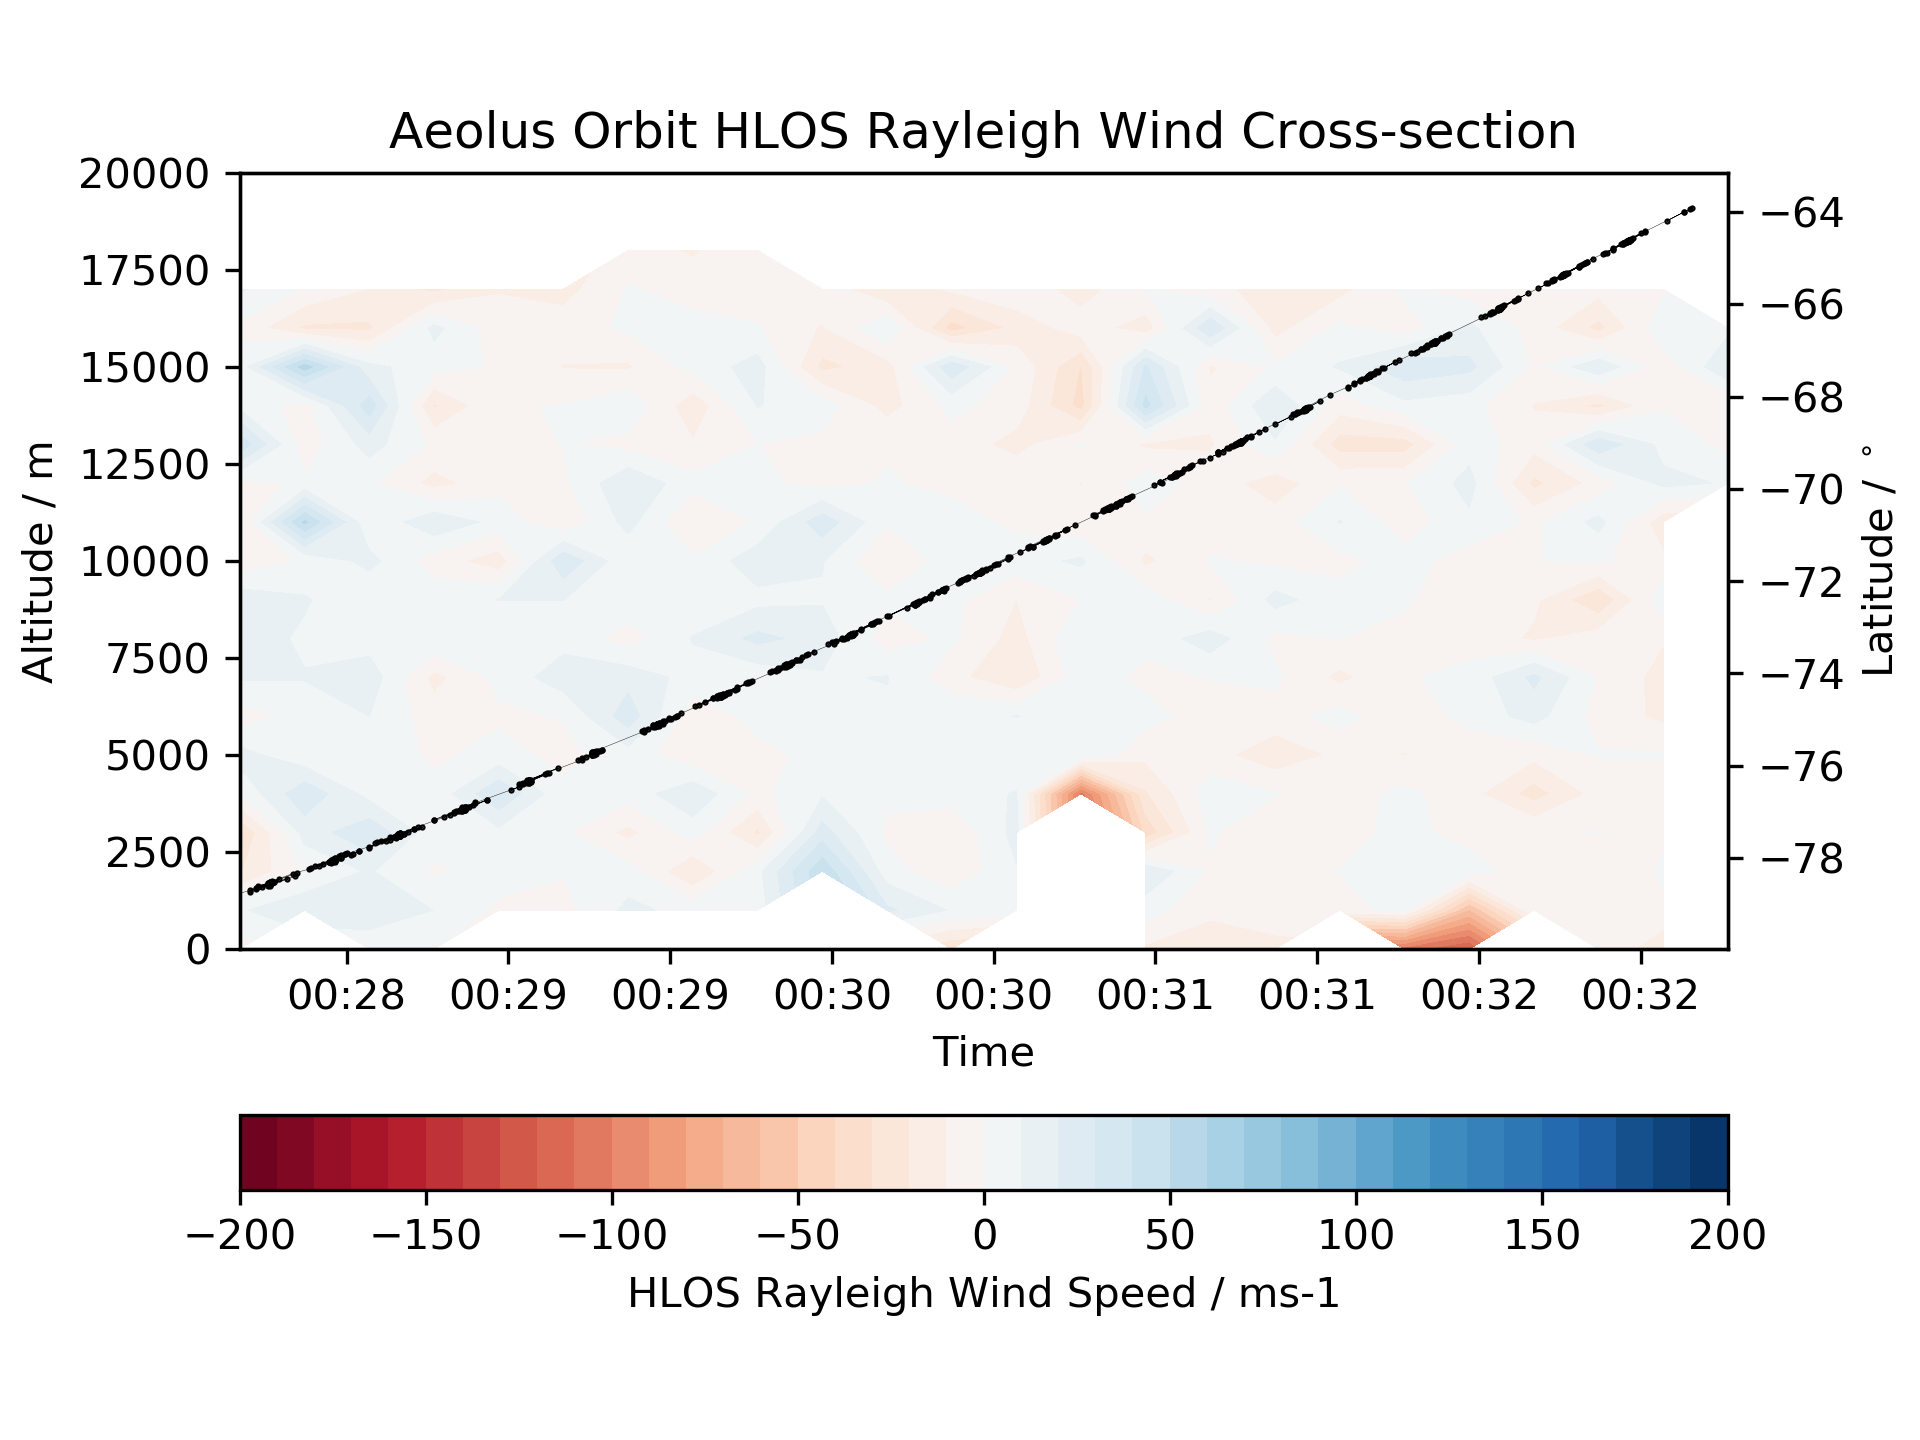 Aeolus Orbit HLOS Rayleigh Wind Cross-section
20000
17500
15000
12500
10000
7500
5000
2500
0
Altitude / m
−64
−66
−68
−70
−72
−74
−76
−78
Latitude / °
00:28 00:29 00:29 00:30 00:30 00:31 00:31 00:32 00:32
Time
−200 −150 −100 −50 0 50 100 150 200
HLOS Rayleigh Wind Speed / ms-1